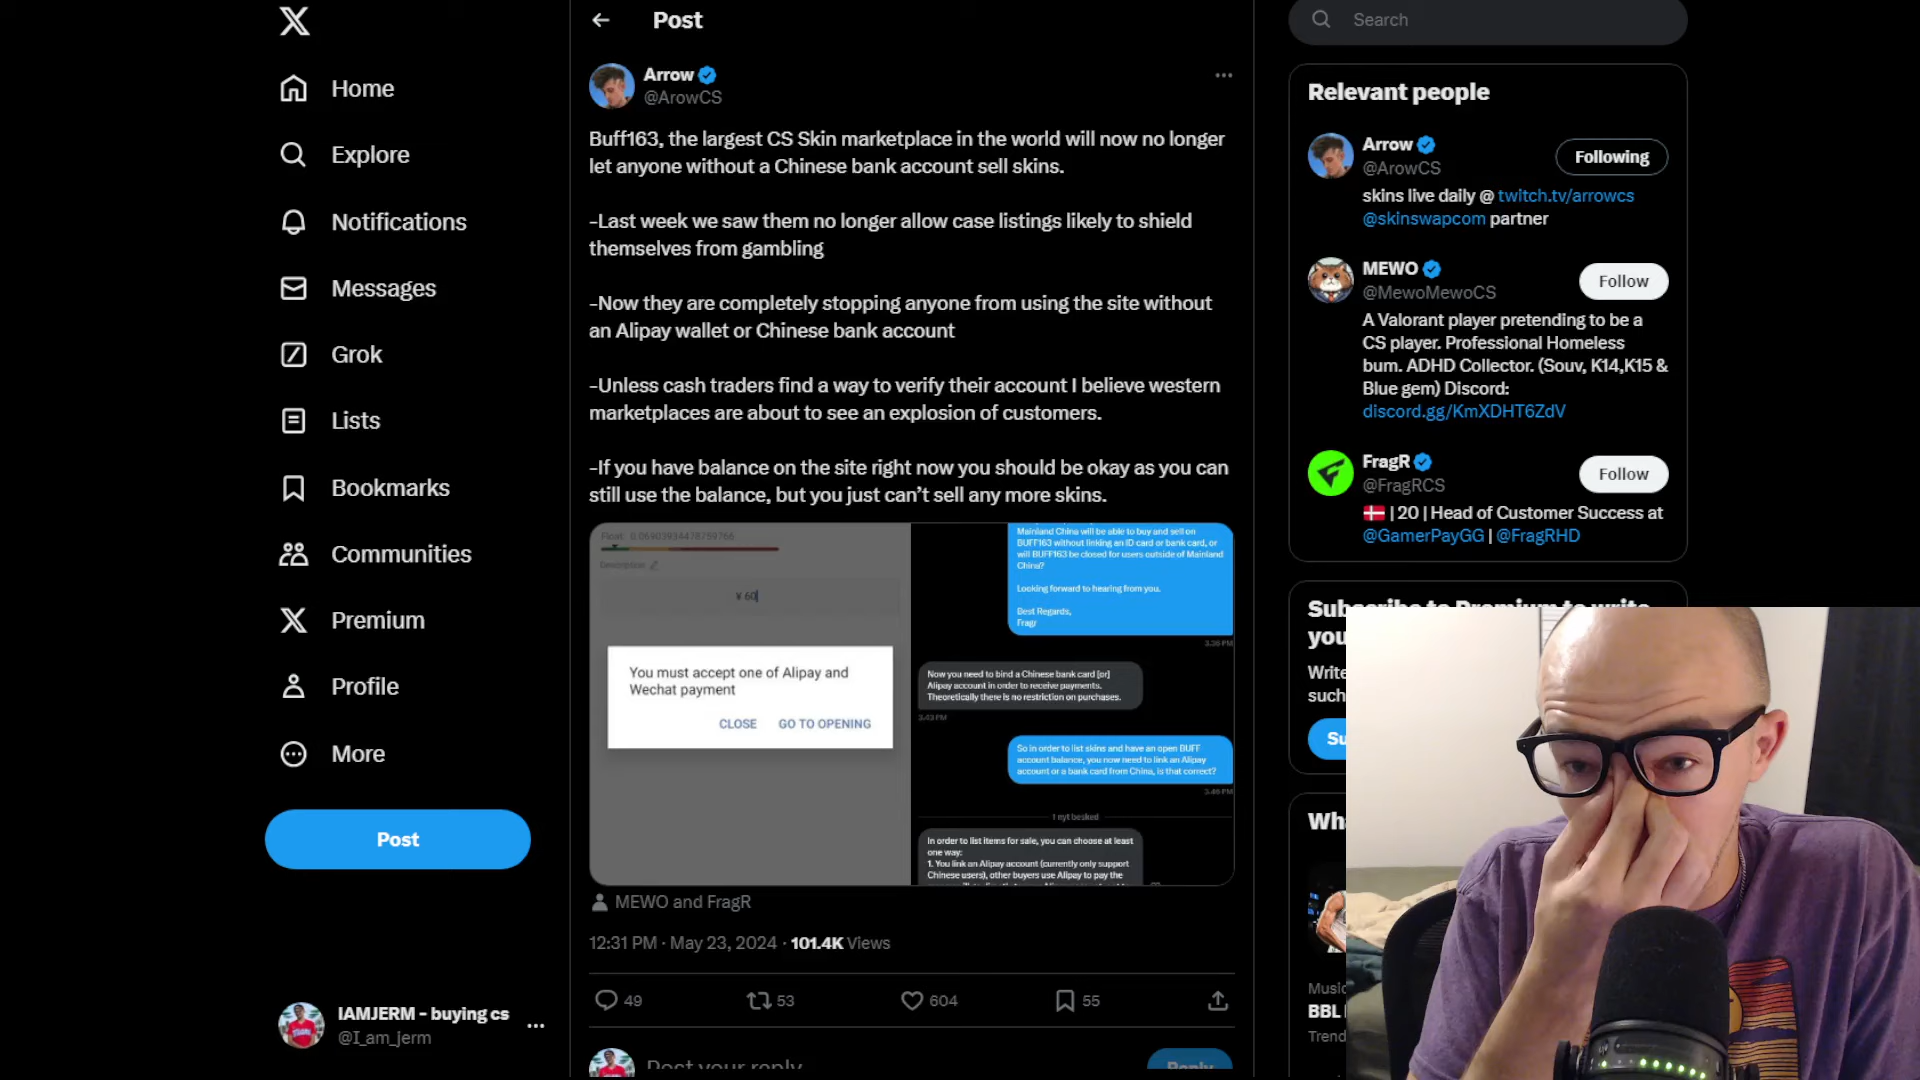 Home
Explore
Notifications
Messages
Grok
Lists
Bookmarks
Communities
Premium
Profile
More
Post
IAMJERM - buying cs
@I_am_jerm
Post
Arrow
@ArowCS
Buff163, the largest CS Skin marketplace in the world will now no longer
let anyone without a Chinese bank account sell skins.
-Last week we saw them no longer allow case listings likely to shield
themselves from gambling
-Now they are completely stopping anyone from using the site without
an Alipay wallet or Chinese bank account
-Unless cash traders find a way to verify their account I believe western
marketplaces are about to see an explosion of customers.
-If you have balance on the site right now you should be okay as you can
still use the balance, but you just can't sell any more skins.
Description
¥ 60
You must accept one of Alipay and
Wechat payment
CLOSE GO TO OPENING
Mainland China will be able to buy and sell on
BUFF163 without linking an ID card or bank card, or
will BUFF163 be closed for users outside of Mainland
China?
Looking forward to hearing from you.
Best Regards,
Fragr
3.38 PM
Now you need to bind a Chinese bank card [or]
Alipay account in order to receive payments.
Theoretically there is no restriction on purchases.
3.43 PM
So in order to list skins and have an open BUFF
account balance, you now need to link an Alipay
account or a bank card from China, is that correct?
3.46 PM
1 nyt besked
In order to list items for sale, you can choose at least
one way:
1. You link an Alipay account (currently only support
Chinese users), other buyers use Alipay to pay the
MEWO and FragR
12:31 PM · May 23, 2024 · 101.4K Views
49 53 604 55
Post your reply
Reply
Search
Relevant people
Arrow
@ArowCS
Following
skins live daily @ twitch.tv/arrowcs
@skinswapcom partner
MEWO
@MewoMewoCS
Follow
A Valorant player pretending to be a
CS player. Professional Homeless
bum. ADHD Collector. (Souv, K14,K15 &
Blue gem) Discord:
discord.gg/KmXDHT6ZdV
FragR
@FragRCS
Follow
| 20 | Head of Customer Success at
@GamerPayGG | @FragRHD
Subscribe to Premium to write
you
Write
such
Su
Wha
Music
BBL
Trend